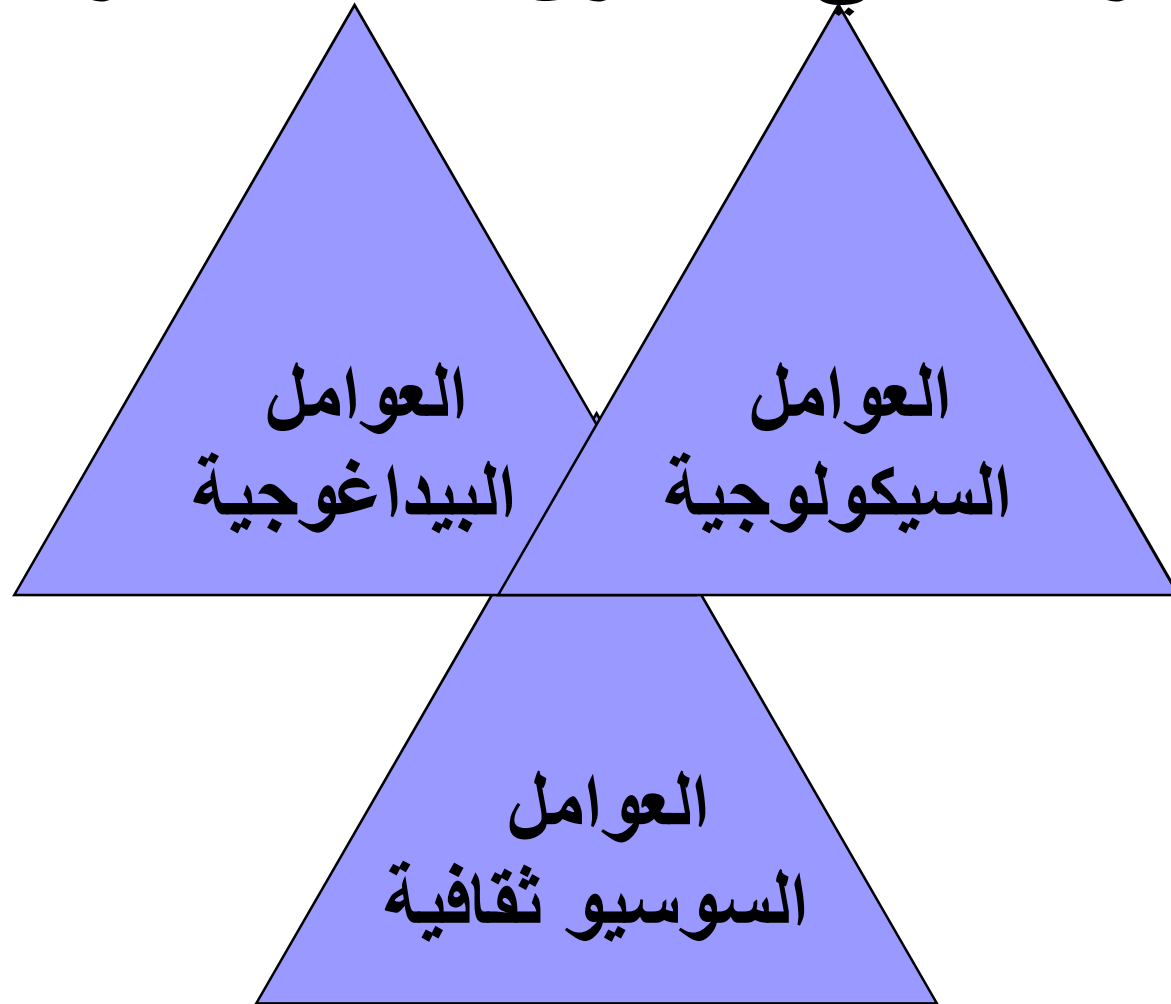 العوامل
السيكولوجية
العوامل
البيداغوجية
العوامل
السوسيو ثقافية